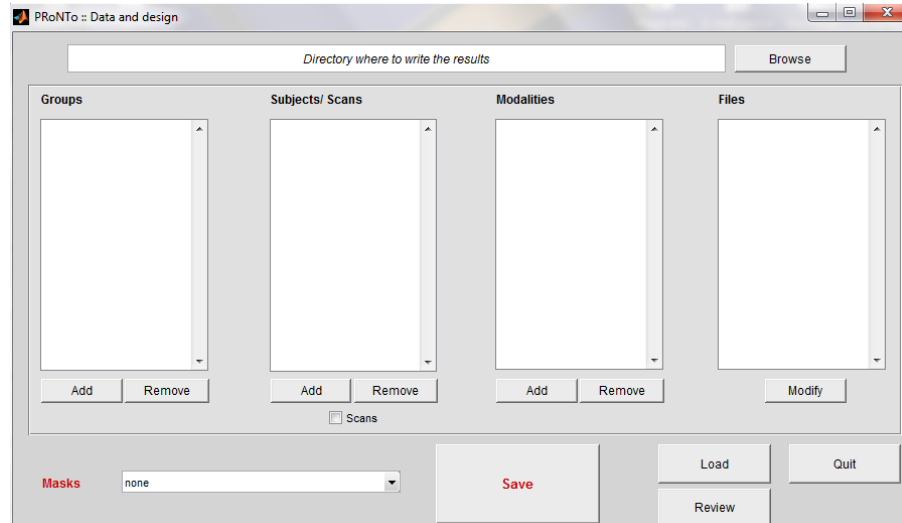 PRoNTo :: Data and design
Directory where to write the results
Browse
Groups
Subjects/ Scans
Modalities
Files
Add
Remove
Add
Remove
Add
Remove
Modify
Scans
Masks
none
Save
Load
Quit
Review